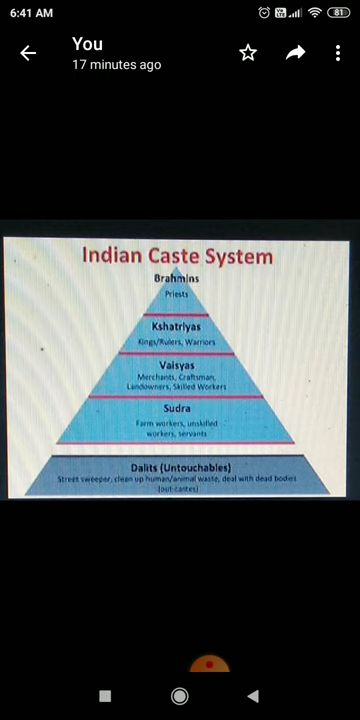 6:41 AM
81
You
17 minutes ago
Indian Caste System
Brahmins
Priests
Kshatriyas
Kings/Rulers, Warriors
Vaisyas
Merchants, Craftsman,
Landowners, Skilled Workers
Sudra
Farm workers, unskilled
workers, servants
Dalits (Untouchables)
Street sweeper, clean up human/animal waste, deal with dead bodies
(out-castes)